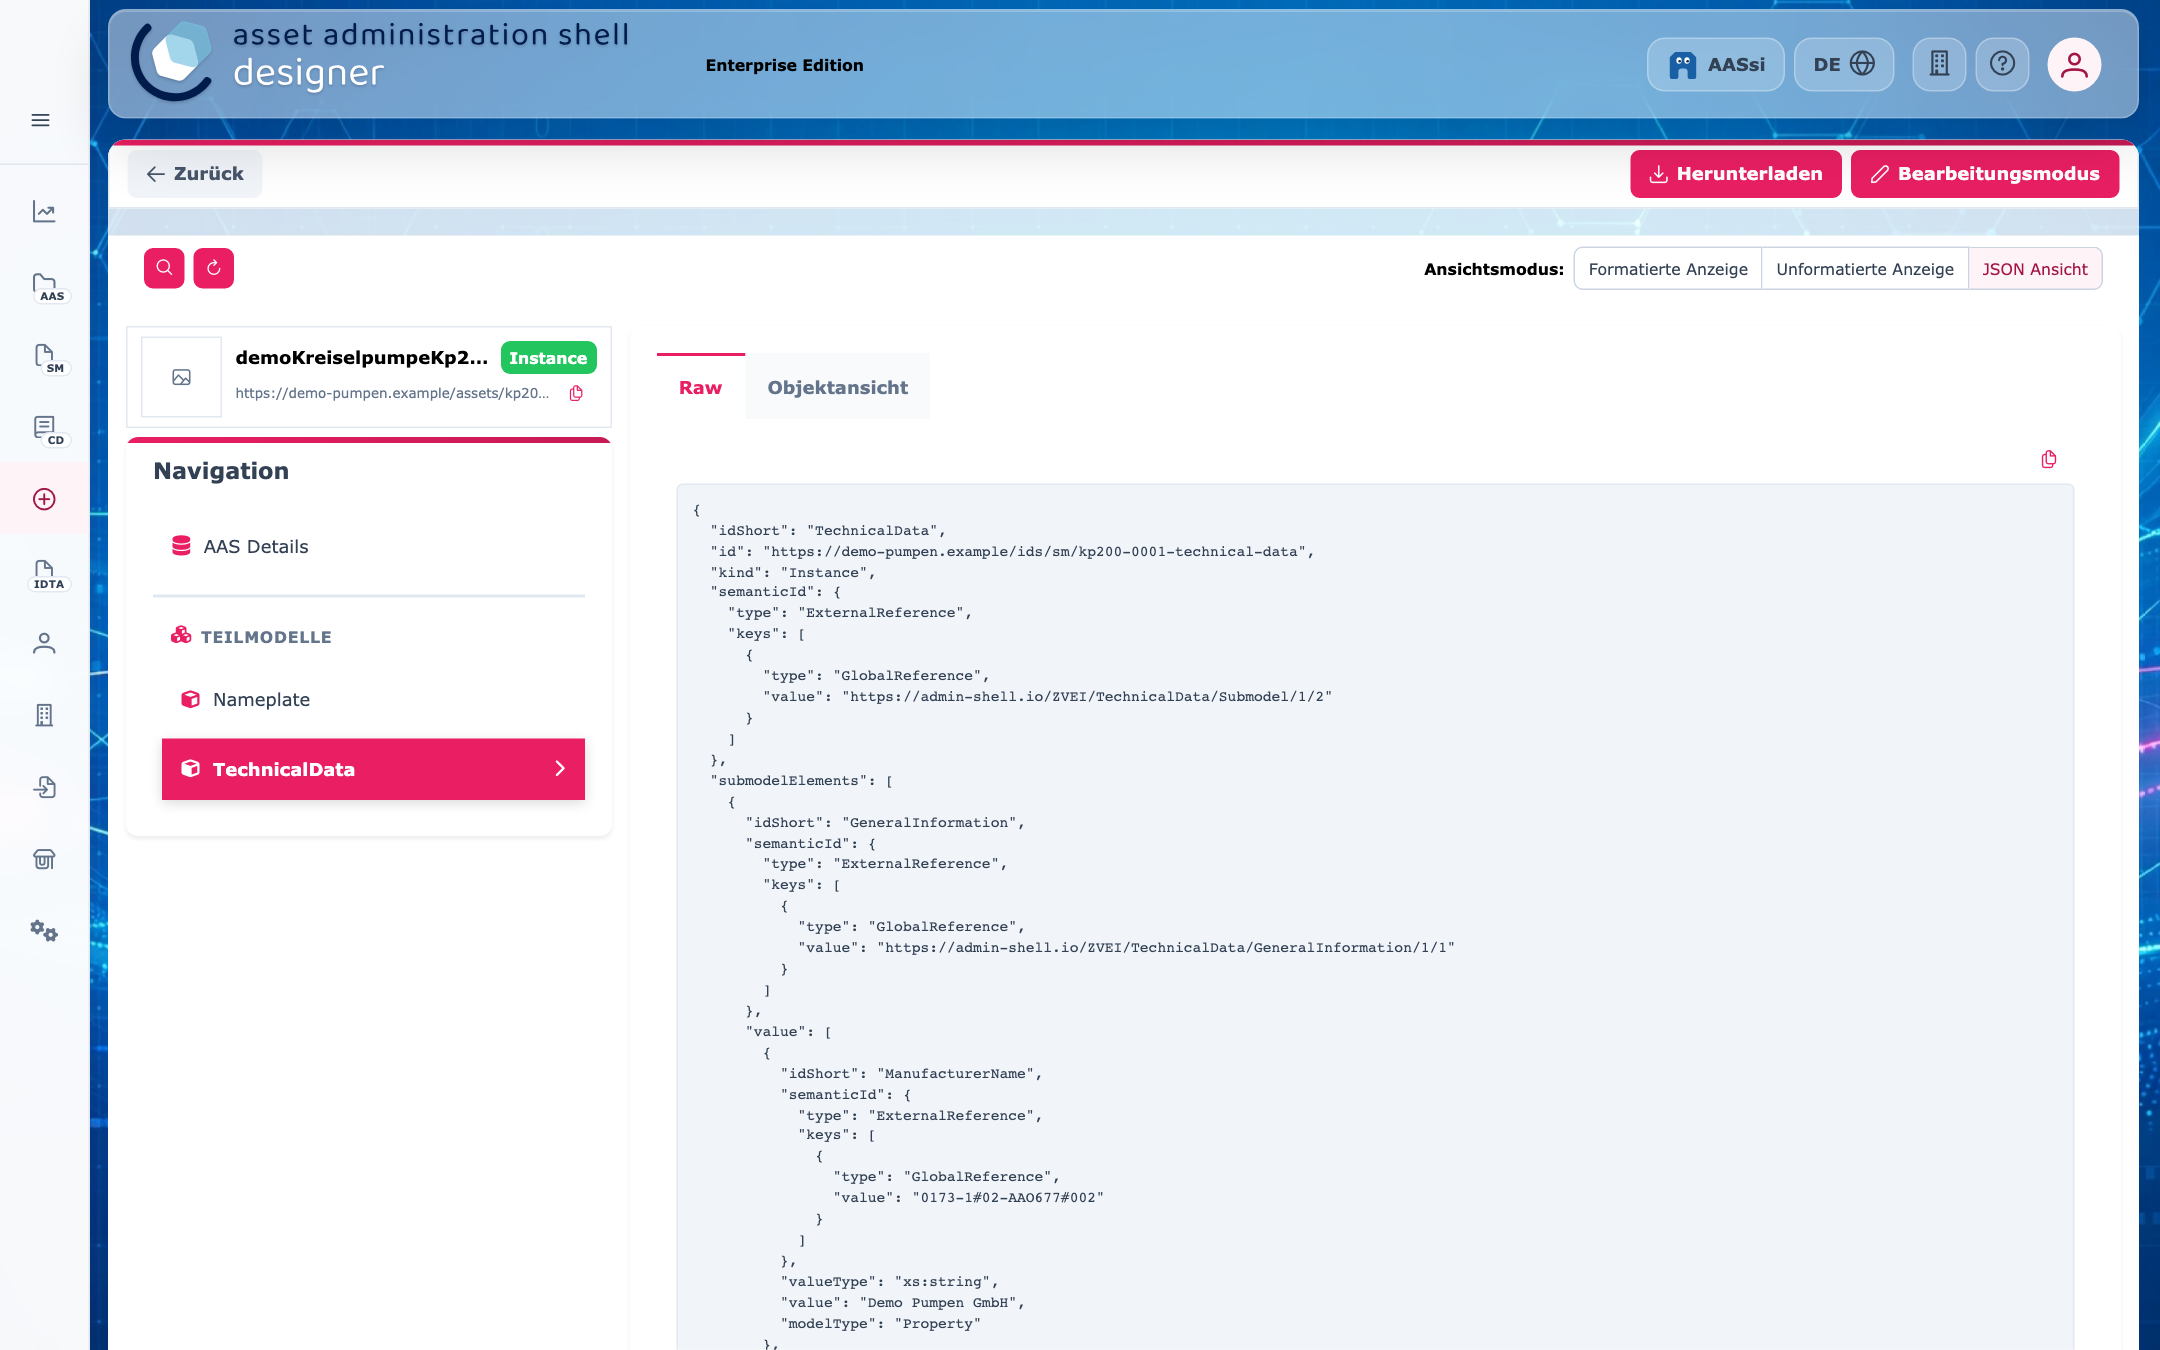 asset administration shell
designer
Enterprise Edition
AASsi
DE
Zurück
Herunterladen
Bearbeitungsmodus
AAS
SM
CD
IDTA
Ansichtsmodus:
Formatierte Anzeige
Unformatierte Anzeige
JSON Ansicht
demoKreiselpumpeKp2...
Instance
https://demo-pumpen.example/assets/kp20...
Navigation
AAS Details
TEILMODELLE
Nameplate
TechnicalData
Raw
Objektansicht
{
"idShort": "TechnicalData",
"id": "https://demo-pumpen.example/ids/sm/kp200-0001-technical-data",
"kind": "Instance",
"semanticId": {
"type": "ExternalReference",
"keys": [
{
"type": "GlobalReference",
"value": "https://admin-shell.io/ZVEI/TechnicalData/Submodel/1/2"
}
]
},
"submodelElements": [
{
"idShort": "GeneralInformation",
"semanticId": {
"type": "ExternalReference",
"keys": [
{
"type": "GlobalReference",
"value": "https://admin-shell.io/ZVEI/TechnicalData/GeneralInformation/1/1"
}
]
},
"value": [
{
"idShort": "ManufacturerName",
"semanticId": {
"type": "ExternalReference",
"keys": [
{
"type": "GlobalReference",
"value": "0173-1#02-AAO677#002"
}
]
},
"valueType": "xs:string",
"value": "Demo Pumpen GmbH",
"modelType": "Property"
},